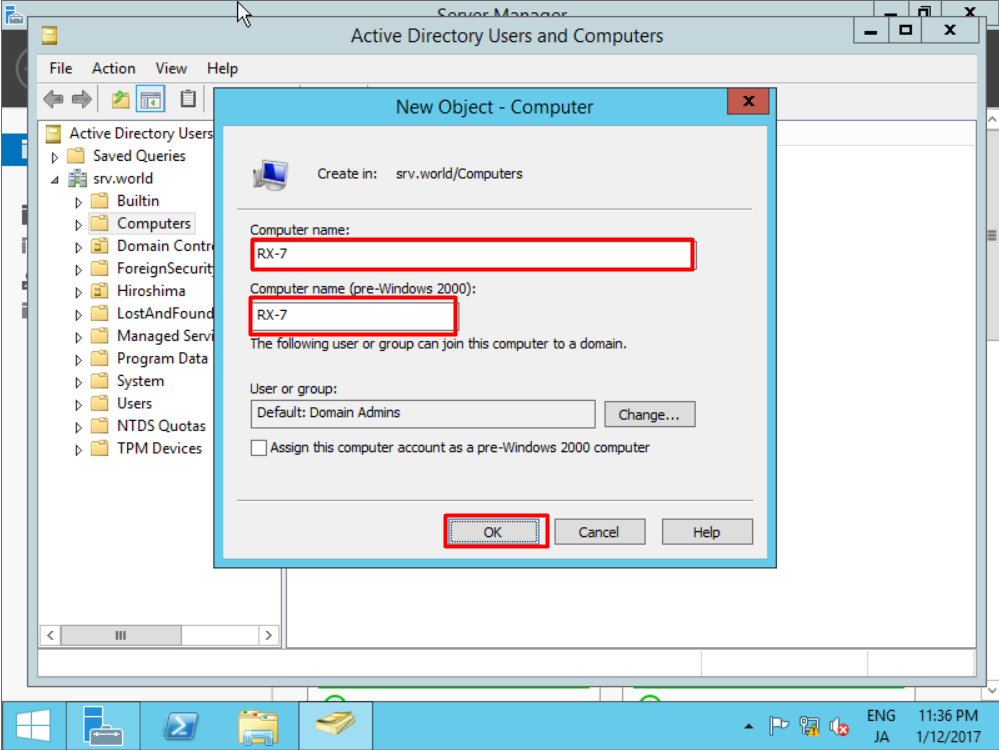 Server Manager
Active Directory Users and Computers
File Action View Help
New Object - Computer
Active Directory Users
Saved Queries
srv.world
Builtin
Computers
Domain Contr
ForeignSecurit
Hiroshima
LostAndFound
Managed Servi
Program Data
System
Users
NTDS Quotas
TPM Devices
Create in: srv.world/Computers
Computer name:
RX-7
Computer name (pre-Windows 2000):
RX-7
The following user or group can join this computer to a domain.
User or group:
Default: Domain Admins
Change...
Assign this computer account as a pre-Windows 2000 computer
OK Cancel Help
ENG 11:36 PM
JA 1/12/2017